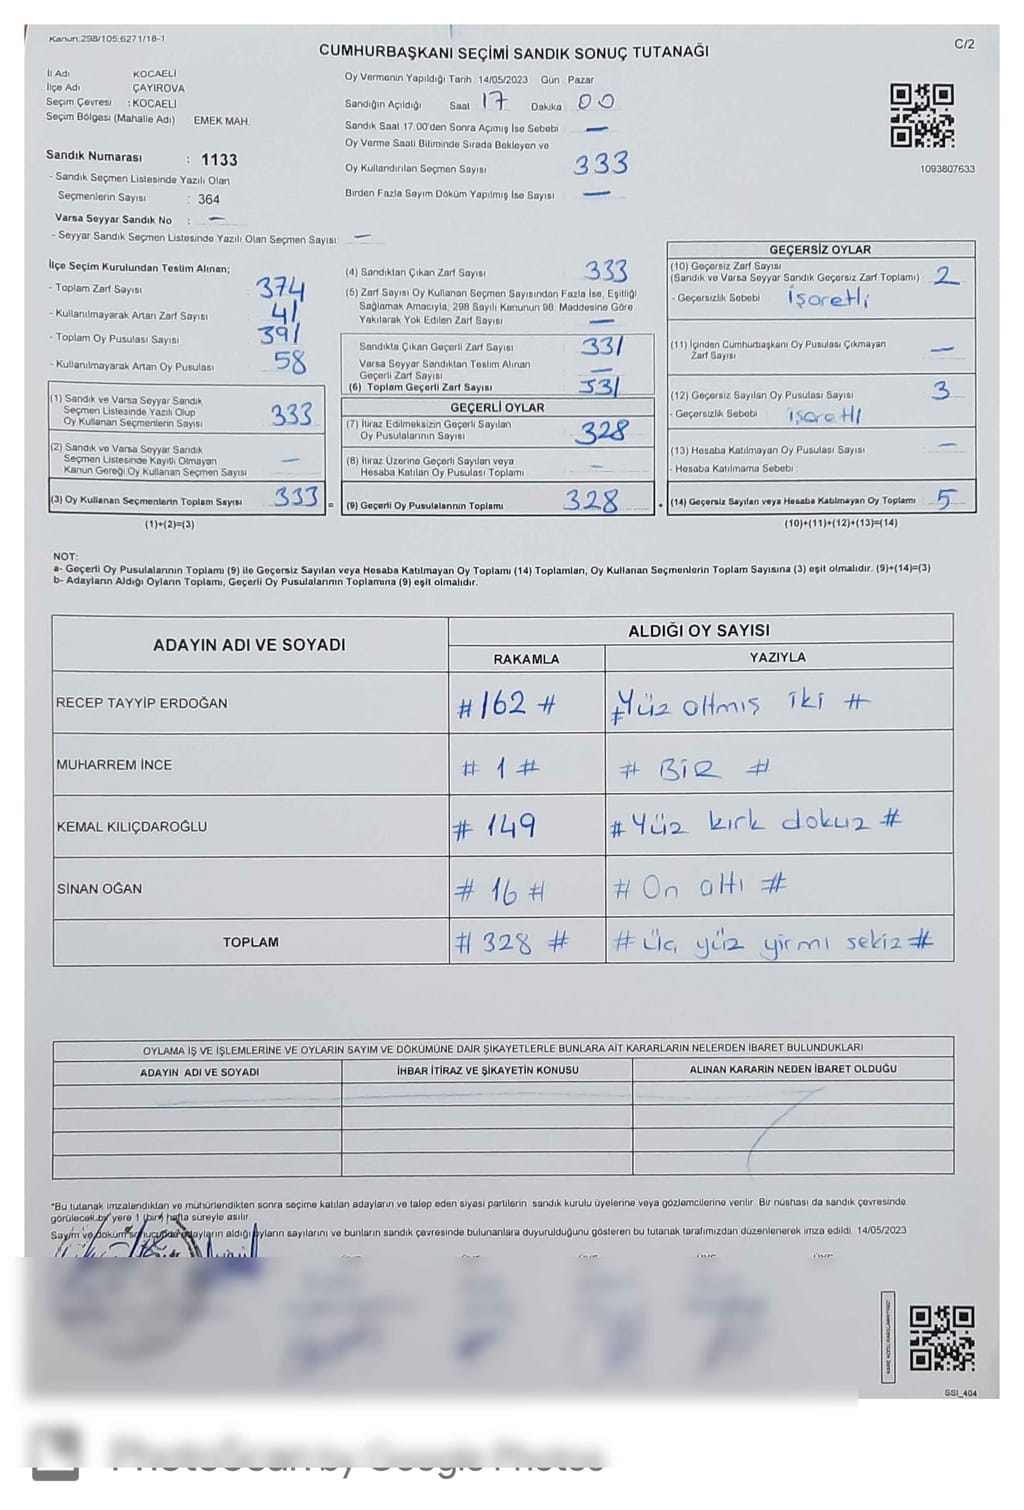 Kanun:298/105,6271/18-1
CUMHURBAŞKANI SEÇİMİ SANDIK SONUÇ TUTANAĞI
C/2
İl Adı KOCAELİ
İlçe Adı ÇAYIROVA
Seçim Çevresi : KOCAELİ
Seçim Bölgesi (Mahalle Adı) EMEK MAH.
Sandık Numarası : 1133
- Sandık Seçmen Listesinde Yazılı Olan
Seçmenlerin Sayısı : 364
Varsa Seyyar Sandık No : —
- Seyyar Sandık Seçmen Listesinde Yazılı Olan Seçmen Sayısı: —
Oy Vermenin Yapıldığı Tarih : 14/05/2023 Gün : Pazar
Sandığın Açıldığı Saat 17 Dakika : 00
Sandık Saat 17:00'den Sonra Açımış İse Sebebi —
Oy Verme Saati Bitiminde Sırada Bekleyen ve
Oy Kullandırılan Seçmen Sayısı 333
Birden Fazla Sayım Döküm Yapılmış İse Sayısı —
1093807633
İlçe Seçim Kurulundan Teslim Alınan;
- Toplam Zarf Sayısı 374
- Kullanılmayarak Artan Zarf Sayısı 41
- Toplam Oy Pusulası Sayısı 391
- Kullanılmayarak Artan Oy Pusulası 58
(1) Sandık ve Varsa Seyyar Sandık
Seçmen Listesinde Yazılı Olup
Oy Kullanan Seçmenlerin Sayısı 333
(2) Sandık ve Varsa Seyyar Sandık
Seçmen Listesinde Kayıtlı Olmayan
Kanun Gereği Oy Kullanan Seçmen Sayısı —
(3) Oy Kullanan Seçmenlerin Toplam Sayısı 333 =
(1)+(2)=(3)
(4) Sandıktan Çıkan Zarf Sayısı 333
(5) Zarf Sayısı Oy Kullanan Seçmen Sayısından Fazla İse, Eşitliği
Sağlamak Amacıyla, 298 Sayılı Kanunun 98. Maddesine Göre
Yakılarak Yok Edilen Zarf Sayısı —
Sandıkta Çıkan Geçerli Zarf Sayısı 331
Varsa Seyyar Sandıktan Teslim Alınan
Geçerli Zarf Sayısı —
(6) Toplam Geçerli Zarf Sayısı 331
GEÇERLİ OYLAR
(7) İtiraz Edilmeksizin Geçerli Sayılan
Oy Pusulalarının Sayısı 328
(8) İtiraz Üzerine Geçerli Sayılan veya
Hesaba Katılan Oy Pusulası Toplamı —
(9) Geçerli Oy Pusulalarının Toplamı 328 +
GEÇERSİZ OYLAR
(10) Geçersiz Zarf Sayısı
(Sandık ve Varsa Seyyar Sandık Geçersiz Zarf Toplamı) 2
- Geçersizlik Sebebi İşaretli
(11) İçinden Cumhurbaşkanı Oy Pusulası Çıkmayan
Zarf Sayısı —
(12) Geçersiz Sayılan Oy Pusulası Sayısı 3
- Geçersizlik Sebebi işaretli
(13) Hesaba Katılmayan Oy Pusulası Sayısı —
- Hesaba Katılmama Sebebi :
(14) Geçersiz Sayılan veya Hesaba Katılmayan Oy Toplamı 5
(10)+(11)+(12)+(13)=(14)
NOT:
a- Geçerli Oy Pusulalarının Toplamı (9) ile Geçersiz Sayılan veya Hesaba Katılmayan Oy Toplamı (14) Toplamları, Oy Kullanan Seçmenlerin Toplam Sayısına (3) eşit olmalıdır. (9)+(14)=(3)
b- Adayların Aldığı Oyların Toplamı, Geçerli Oy Pusulalarının Toplamına (9) eşit olmalıdır.
ADAYIN ADI VE SOYADI
ALDIĞI OY SAYISI
RAKAMLA YAZIYLA
RECEP TAYYİP ERDOĞAN # 162 # # Yüz altmış iki #
MUHARREM İNCE # 1 # # BİR #
KEMAL KILIÇDAROĞLU # 149 # Yüz kırk dokuz #
SİNAN OĞAN # 16 # # On altı #
TOPLAM # 328 # # Üç yüz yirmi sekiz #
OYLAMA İŞ VE İŞLEMLERİNE VE OYLARIN SAYIM VE DÖKÜMÜNE DAİR ŞİKAYETLERLE BUNLARA AİT KARARLARIN NELERDEN İBARET BULUNDUKLARI
ADAYIN ADI VE SOYADI İHBAR İTİRAZ VE ŞİKAYETİN KONUSU ALINAN KARARIN NEDEN İBARET OLDUĞU
*Bu tutanak imzalandıktan ve mühürlendikten sonra seçime katılan adayların ve talep eden siyasi partilerin sandık kurulu üyelerine veya gözlemcilerine verilir. Bir nüshası da sandık çevresinde
görülecek bir yere 1 (bir) hafta süreyle asılır.
Sayım ve döküm sonucunda adayların aldığı oyların sayılarını ve bunların sandık çevresinde bulunanlara duyurulduğunu gösteren bu tutanak tarafımızdan düzenlenerek imza edildi. 14/05/2023
SSI_404
PhotoScan by Google Photos